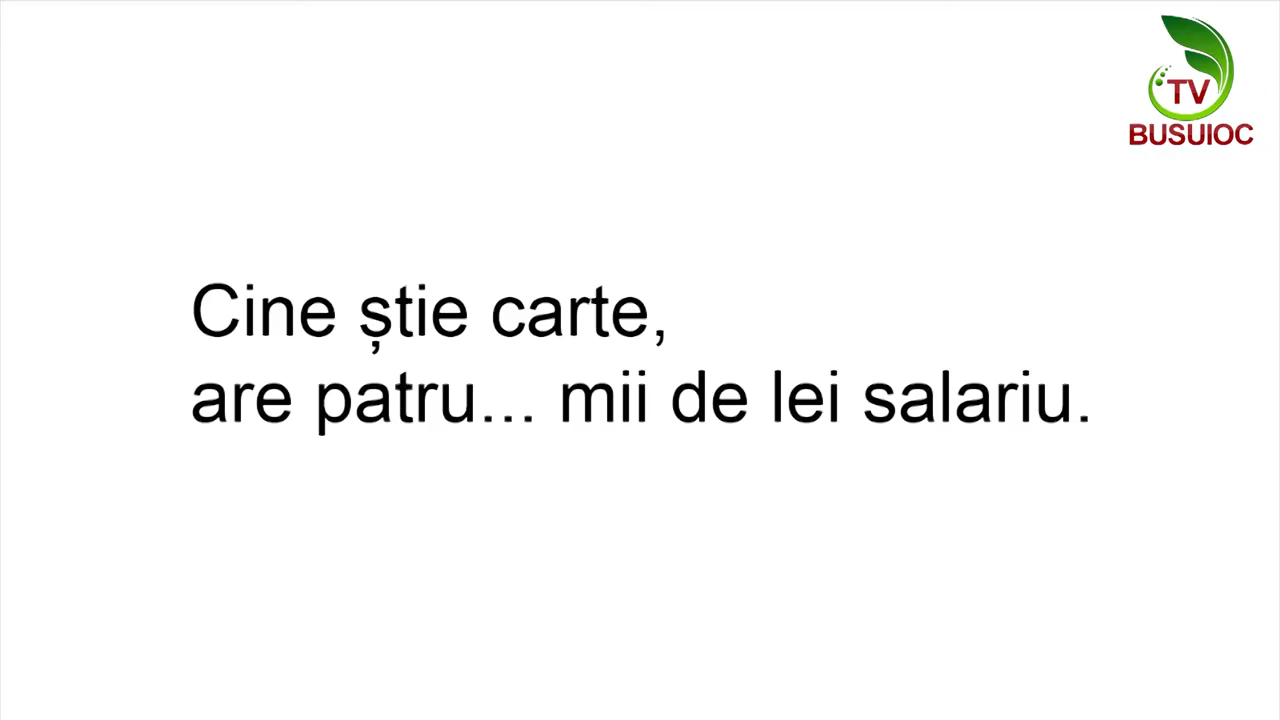 TV
BUSUIOC
Cine știe carte,
are patru... mii de lei salariu.